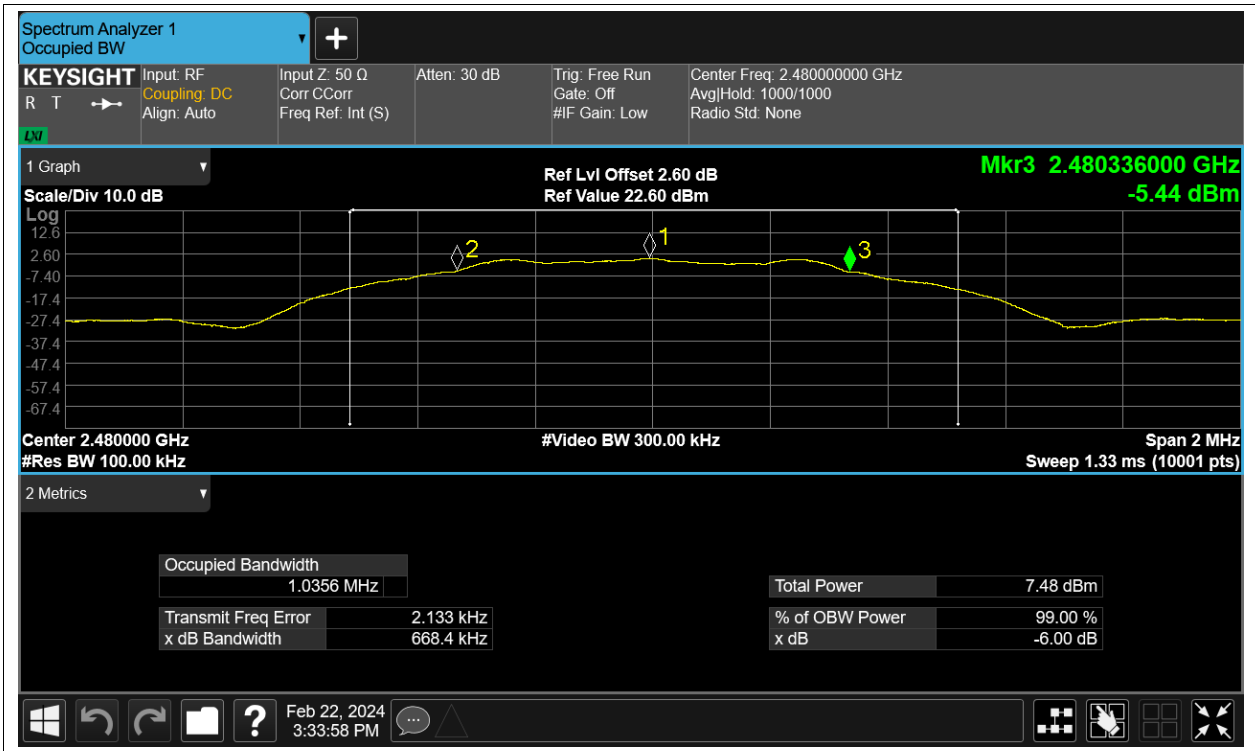 Spectrum Analyzer 1
Occupied BW
KEYSIGHT
R T
LXI
Input: RF
Coupling: DC
Align: Auto
Input Z: 50 Ω
Corr CCorr
Freq Ref: Int (S)
Atten: 30 dB
Trig: Free Run
Gate: Off
#IF Gain: Low
Center Freq: 2.480000000 GHz
Avg|Hold: 1000/1000
Radio Std: None
1 Graph
Scale/Div 10.0 dB
Ref Lvl Offset 2.60 dB
Ref Value 22.60 dBm
Mkr3 2.480336000 GHz
-5.44 dBm
Log
12.6
2.60
-7.40
-17.4
-27.4
-37.4
-47.4
-57.4
-67.4
2
1
3
Center 2.480000 GHz
#Video BW 300.00 kHz
Span 2 MHz
#Res BW 100.00 kHz
Sweep 1.33 ms (10001 pts)
2 Metrics
Occupied Bandwidth
1.0356 MHz
Transmit Freq Error 2.133 kHz
x dB Bandwidth 668.4 kHz
Total Power 7.48 dBm
% of OBW Power 99.00 %
x dB -6.00 dB
?
Feb 22, 2024
3:33:58 PM